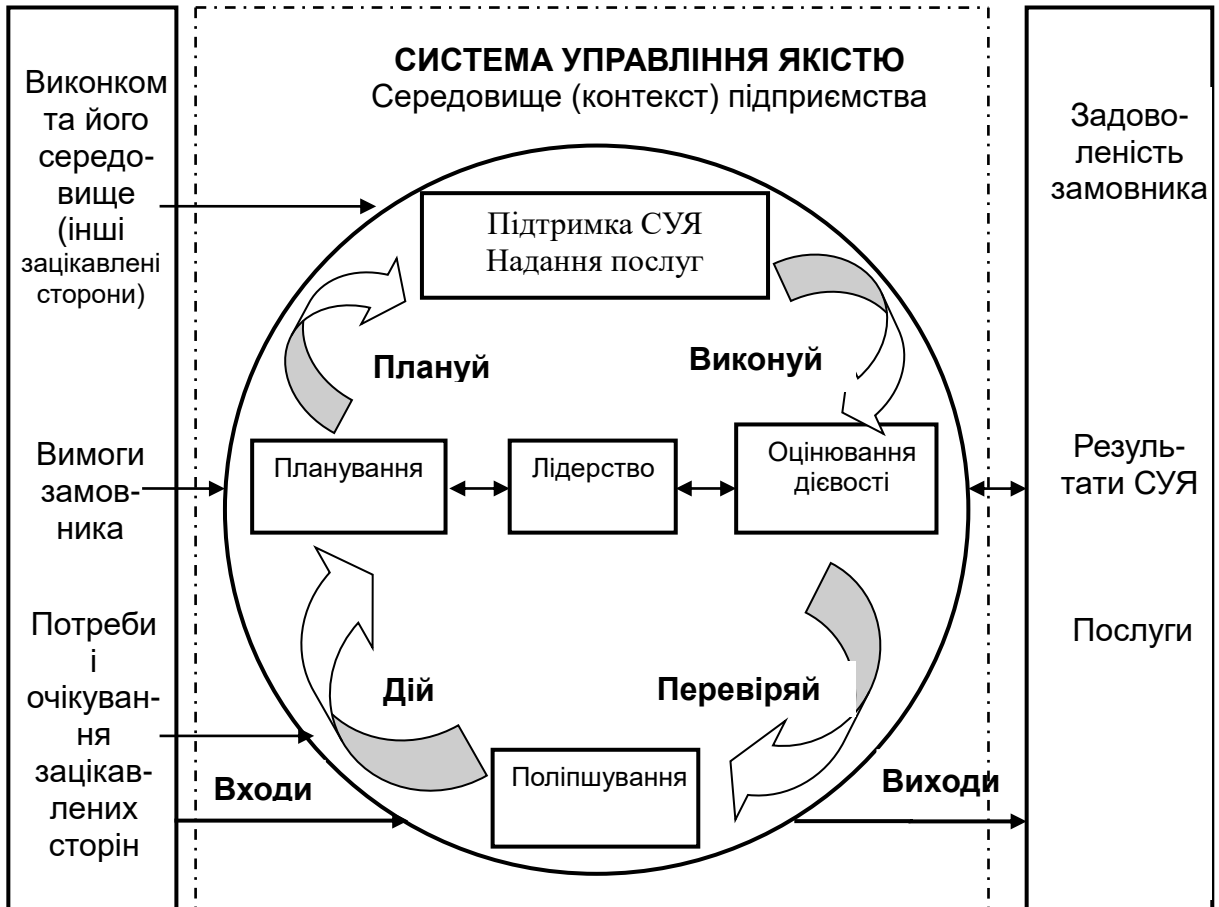 СИСТЕМА УПРАВЛІННЯ ЯКІСТЮ
Середовище (контекст) підприємства
Виконком
та його
середо-
вище
(інші
зацікавлені
сторони)
Вимоги
замов-
ника
Потреби
і
очікуван-
ня
зацікав-
лених
сторін
Входи
Підтримка СУЯ
Надання послуг
Плануй
Виконуй
Планування
Лідерство
Оцінювання
дієвості
Дій
Перевіряй
Поліпшування
Виходи
Задово-
леність
замовника
Резуль-
тати СУЯ
Послуги